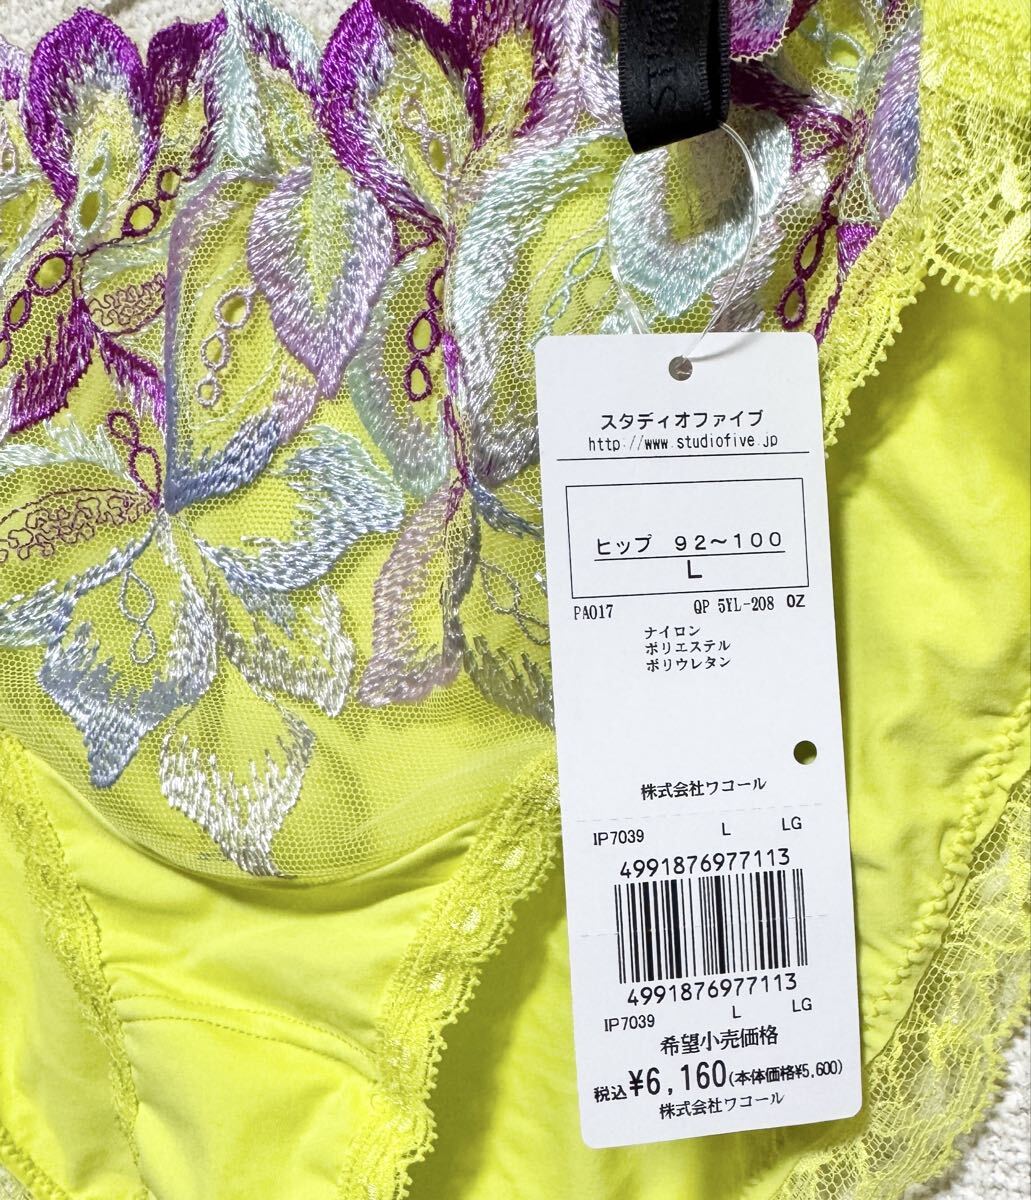 スタディオファイブ
http://www.studiofive.jp
ヒップ 92～100
L
PA017 QP 5YL-208 OZ
ナイロン
ポリエステル
ポリウレタン
株式会社ワコール
IP7039 L LG
4991876977113
4991876977113
IP7039 L LG
希望小売価格
税込¥6,160(本体価格¥5,600)
株式会社ワコール